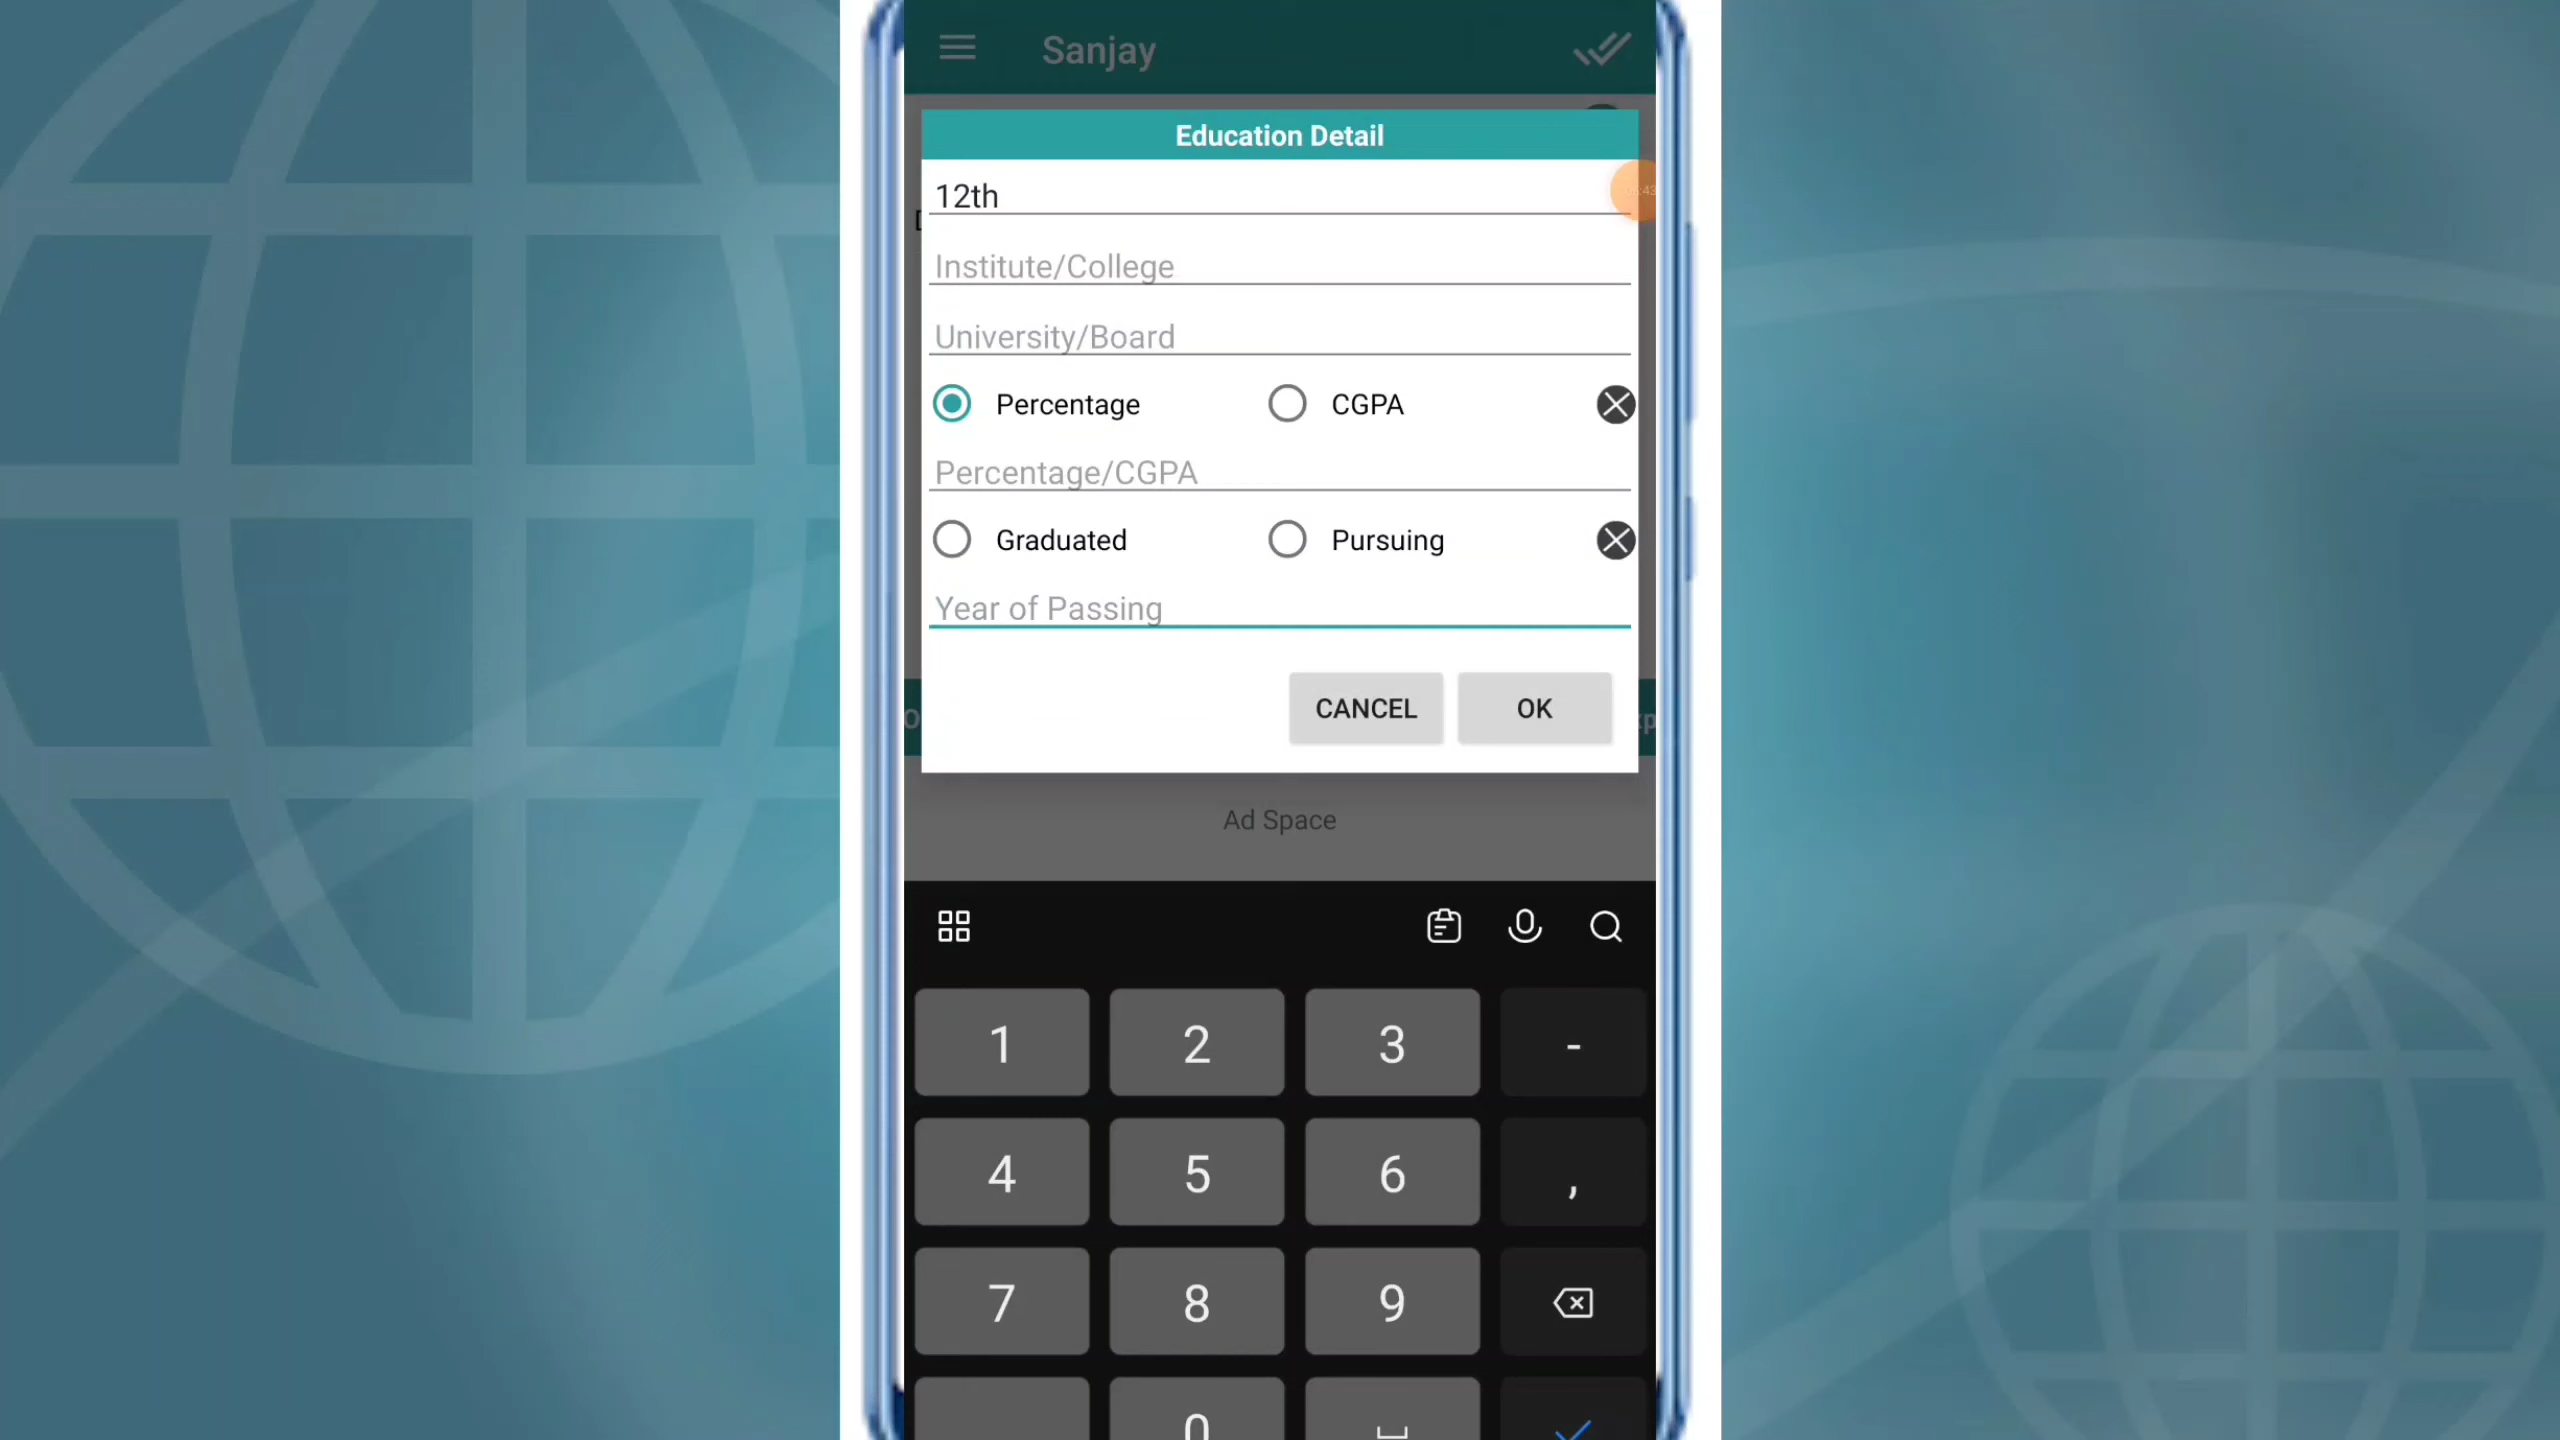 Sanjay
Education Detail
12th
Institute/College
University/Board
Percentage CGPA
Percentage/CGPA
Graduated Pursuing
Year of Passing
CANCEL OK
Ad Space
1 2 3 -
4 5 6 ,
7 8 9
0